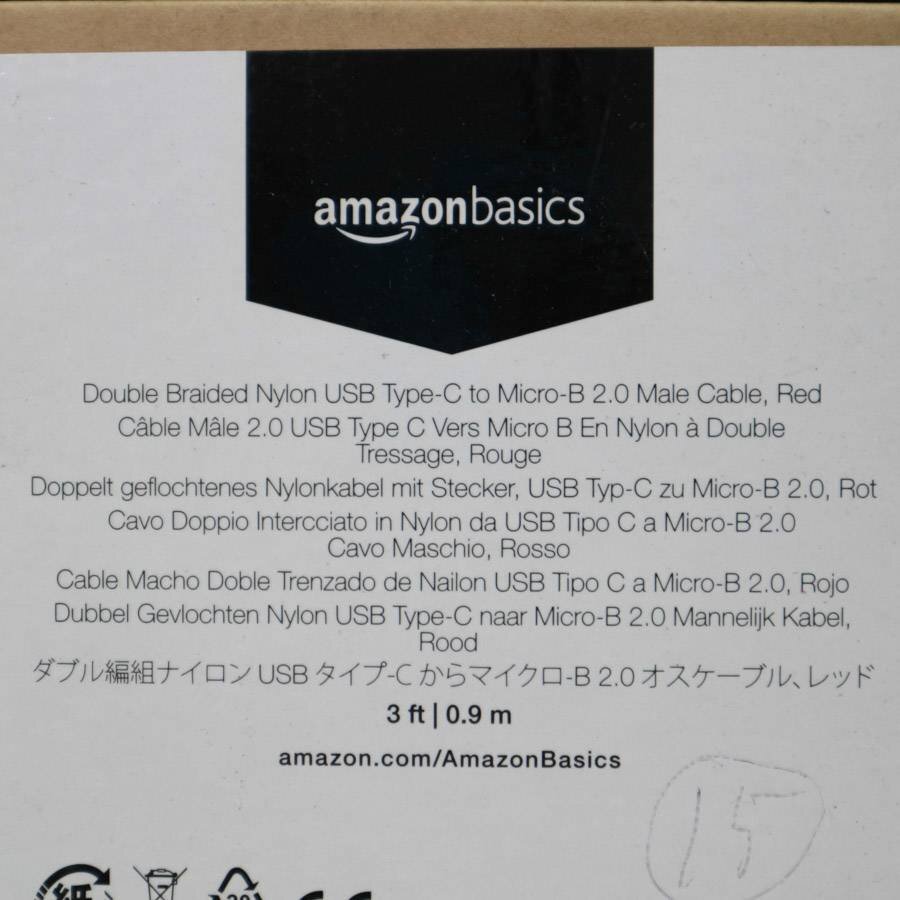 amazonbasics
Double Braided Nylon USB Type-C to Micro-B 2.0 Male Cable, Red
Câble Mâle 2.0 USB Type C Vers Micro B En Nylon à Double
Tressage, Rouge
Doppelt geflochtenes Nylonkabel mit Stecker, USB Typ-C zu Micro-B 2.0, Rot
Cavo Doppio Intercciato in Nylon da USB Tipo C a Micro-B 2.0
Cavo Maschio, Rosso
Cable Macho Doble Trenzado de Nailon USB Tipo C a Micro-B 2.0, Rojo
Dubbel Gevlochten Nylon USB Type-C naar Micro-B 2.0 Mannelijk Kabel,
Rood
ダブル編組ナイロン USB タイプ-C からマイクロ-B 2.0 オスケーブル、レッド
3 ft | 0.9 m
amazon.com/AmazonBasics
15
紙